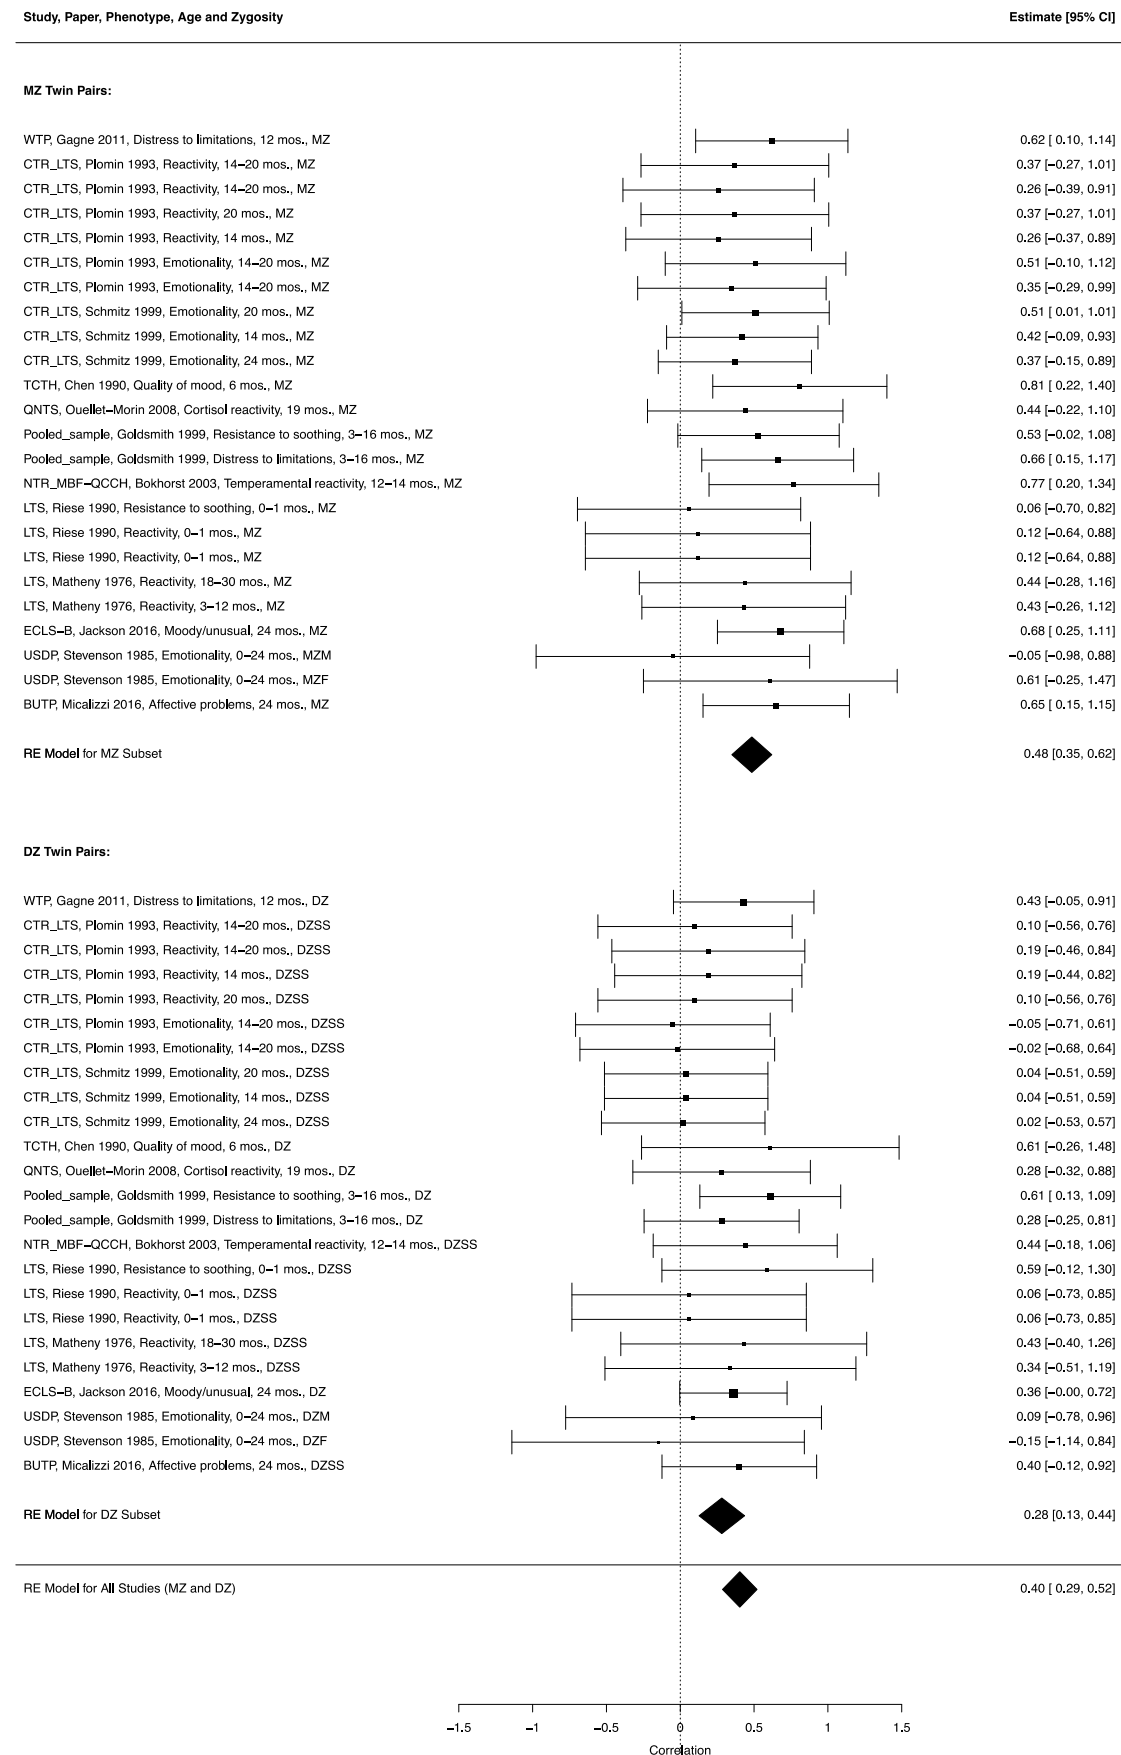 Study, Paper, Phenotype, Age and Zygosity Estimate [95% CI]
MZ Twin Pairs:
WTP, Gagne 2011, Distress to limitations, 12 mos., MZ 0.62 [ 0.10, 1.14]
CTR_LTS, Plomin 1993, Reactivity, 14–20 mos., MZ 0.37 [−0.27, 1.01]
CTR_LTS, Plomin 1993, Reactivity, 14–20 mos., MZ 0.26 [−0.39, 0.91]
CTR_LTS, Plomin 1993, Reactivity, 20 mos., MZ 0.37 [−0.27, 1.01]
CTR_LTS, Plomin 1993, Reactivity, 14 mos., MZ 0.26 [−0.37, 0.89]
CTR_LTS, Plomin 1993, Emotionality, 14–20 mos., MZ 0.51 [−0.10, 1.12]
CTR_LTS, Plomin 1993, Emotionality, 14–20 mos., MZ 0.35 [−0.29, 0.99]
CTR_LTS, Schmitz 1999, Emotionality, 20 mos., MZ 0.51 [ 0.01, 1.01]
CTR_LTS, Schmitz 1999, Emotionality, 14 mos., MZ 0.42 [−0.09, 0.93]
CTR_LTS, Schmitz 1999, Emotionality, 24 mos., MZ 0.37 [−0.15, 0.89]
TCTH, Chen 1990, Quality of mood, 6 mos., MZ 0.81 [ 0.22, 1.40]
QNTS, Ouellet–Morin 2008, Cortisol reactivity, 19 mos., MZ 0.44 [−0.22, 1.10]
Pooled_sample, Goldsmith 1999, Resistance to soothing, 3–16 mos., MZ 0.53 [−0.02, 1.08]
Pooled_sample, Goldsmith 1999, Distress to limitations, 3–16 mos., MZ 0.66 [ 0.15, 1.17]
NTR_MBF–QCCH, Bokhorst 2003, Temperamental reactivity, 12–14 mos., MZ 0.77 [ 0.20, 1.34]
LTS, Riese 1990, Resistance to soothing, 0–1 mos., MZ 0.06 [−0.70, 0.82]
LTS, Riese 1990, Reactivity, 0–1 mos., MZ 0.12 [−0.64, 0.88]
LTS, Riese 1990, Reactivity, 0–1 mos., MZ 0.12 [−0.64, 0.88]
LTS, Matheny 1976, Reactivity, 18–30 mos., MZ 0.44 [−0.28, 1.16]
LTS, Matheny 1976, Reactivity, 3–12 mos., MZ 0.43 [−0.26, 1.12]
ECLS–B, Jackson 2016, Moody/unusual, 24 mos., MZ 0.68 [ 0.25, 1.11]
USDP, Stevenson 1985, Emotionality, 0–24 mos., MZM −0.05 [−0.98, 0.88]
USDP, Stevenson 1985, Emotionality, 0–24 mos., MZF 0.61 [−0.25, 1.47]
BUTP, Micalizzi 2016, Affective problems, 24 mos., MZ 0.65 [ 0.15, 1.15]
RE Model for MZ Subset 0.48 [0.35, 0.62]
DZ Twin Pairs:
WTP, Gagne 2011, Distress to limitations, 12 mos., DZ 0.43 [−0.05, 0.91]
CTR_LTS, Plomin 1993, Reactivity, 14–20 mos., DZSS 0.10 [−0.56, 0.76]
CTR_LTS, Plomin 1993, Reactivity, 14–20 mos., DZSS 0.19 [−0.46, 0.84]
CTR_LTS, Plomin 1993, Reactivity, 14 mos., DZSS 0.19 [−0.44, 0.82]
CTR_LTS, Plomin 1993, Reactivity, 20 mos., DZSS 0.10 [−0.56, 0.76]
CTR_LTS, Plomin 1993, Emotionality, 14–20 mos., DZSS −0.05 [−0.71, 0.61]
CTR_LTS, Plomin 1993, Emotionality, 14–20 mos., DZSS −0.02 [−0.68, 0.64]
CTR_LTS, Schmitz 1999, Emotionality, 20 mos., DZSS 0.04 [−0.51, 0.59]
CTR_LTS, Schmitz 1999, Emotionality, 14 mos., DZSS 0.04 [−0.51, 0.59]
CTR_LTS, Schmitz 1999, Emotionality, 24 mos., DZSS 0.02 [−0.53, 0.57]
TCTH, Chen 1990, Quality of mood, 6 mos., DZ 0.61 [−0.26, 1.48]
QNTS, Ouellet–Morin 2008, Cortisol reactivity, 19 mos., DZ 0.28 [−0.32, 0.88]
Pooled_sample, Goldsmith 1999, Resistance to soothing, 3–16 mos., DZ 0.61 [ 0.13, 1.09]
Pooled_sample, Goldsmith 1999, Distress to limitations, 3–16 mos., DZ 0.28 [−0.25, 0.81]
NTR_MBF–QCCH, Bokhorst 2003, Temperamental reactivity, 12–14 mos., DZSS 0.44 [−0.18, 1.06]
LTS, Riese 1990, Resistance to soothing, 0–1 mos., DZSS 0.59 [−0.12, 1.30]
LTS, Riese 1990, Reactivity, 0–1 mos., DZSS 0.06 [−0.73, 0.85]
LTS, Riese 1990, Reactivity, 0–1 mos., DZSS 0.06 [−0.73, 0.85]
LTS, Matheny 1976, Reactivity, 18–30 mos., DZSS 0.43 [−0.40, 1.26]
LTS, Matheny 1976, Reactivity, 3–12 mos., DZSS 0.34 [−0.51, 1.19]
ECLS–B, Jackson 2016, Moody/unusual, 24 mos., DZ 0.36 [−0.00, 0.72]
USDP, Stevenson 1985, Emotionality, 0–24 mos., DZM 0.09 [−0.78, 0.96]
USDP, Stevenson 1985, Emotionality, 0–24 mos., DZF −0.15 [−1.14, 0.84]
BUTP, Micalizzi 2016, Affective problems, 24 mos., DZSS 0.40 [−0.12, 0.92]
RE Model for DZ Subset 0.28 [0.13, 0.44]
RE Model for All Studies (MZ and DZ) 0.40 [ 0.29, 0.52]
−1.5 −1 −0.5 0 0.5 1 1.5
Correlation